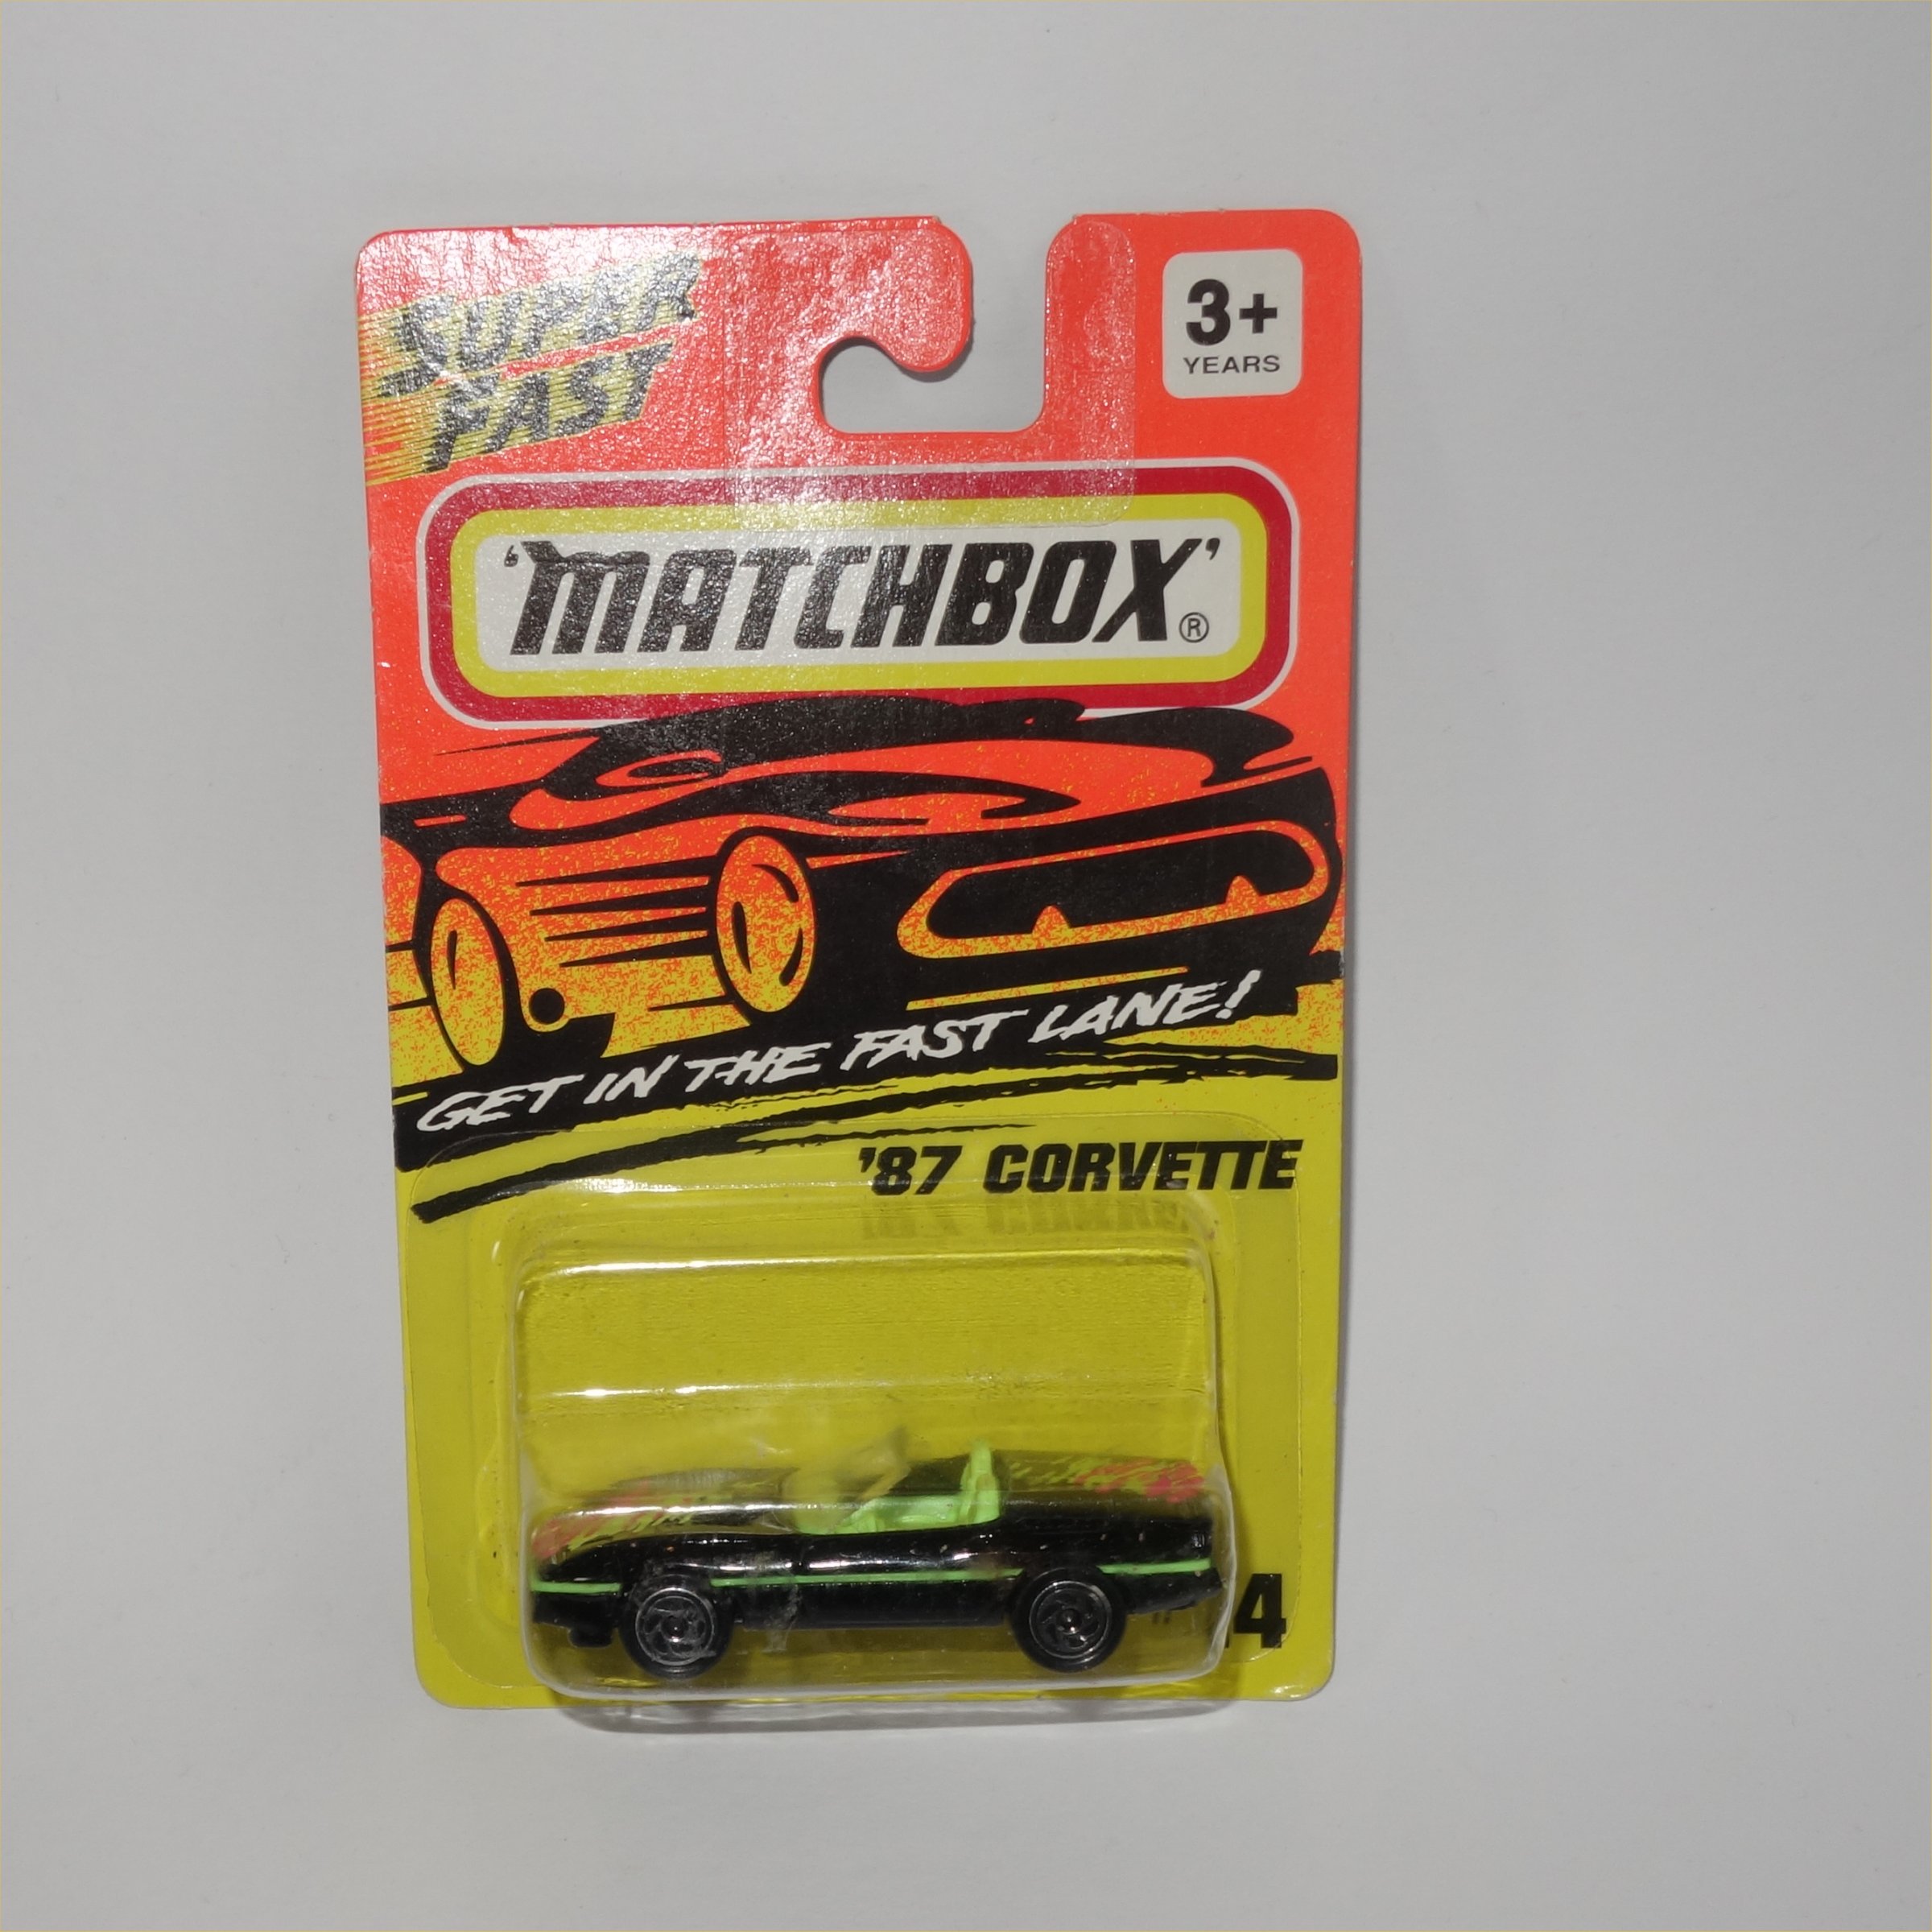 SUPER
FAST
3+
YEARS
'MATCHBOX'®
GET IN THE FAST LANE!
'87 CORVETTE